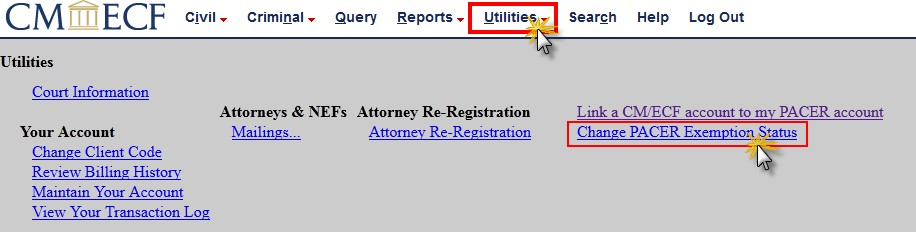 CM ECF Civil Criminal Query Reports Utilities Search Help Log Out
Utilities
Court Information
Attorneys & NEFs Attorney Re-Registration Link a CM/ECF account to my PACER account
Your Account Mailings... Attorney Re-Registration Change PACER Exemption Status
Change Client Code
Review Billing History
Maintain Your Account
View Your Transaction Log